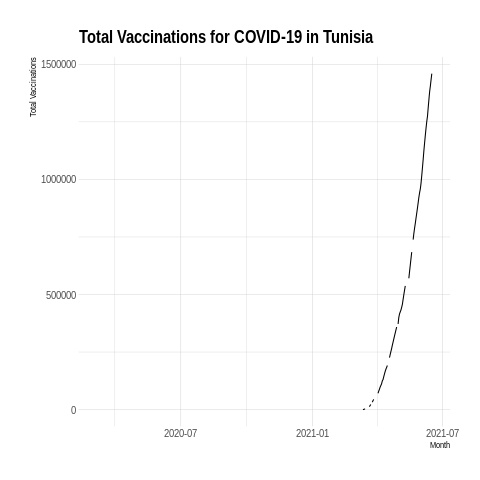 Total Vaccinations for COVID-19 in Tunisia
Total Vaccinations
1500000
1000000
500000
0
2020-07
2021-01
2021-07
Month